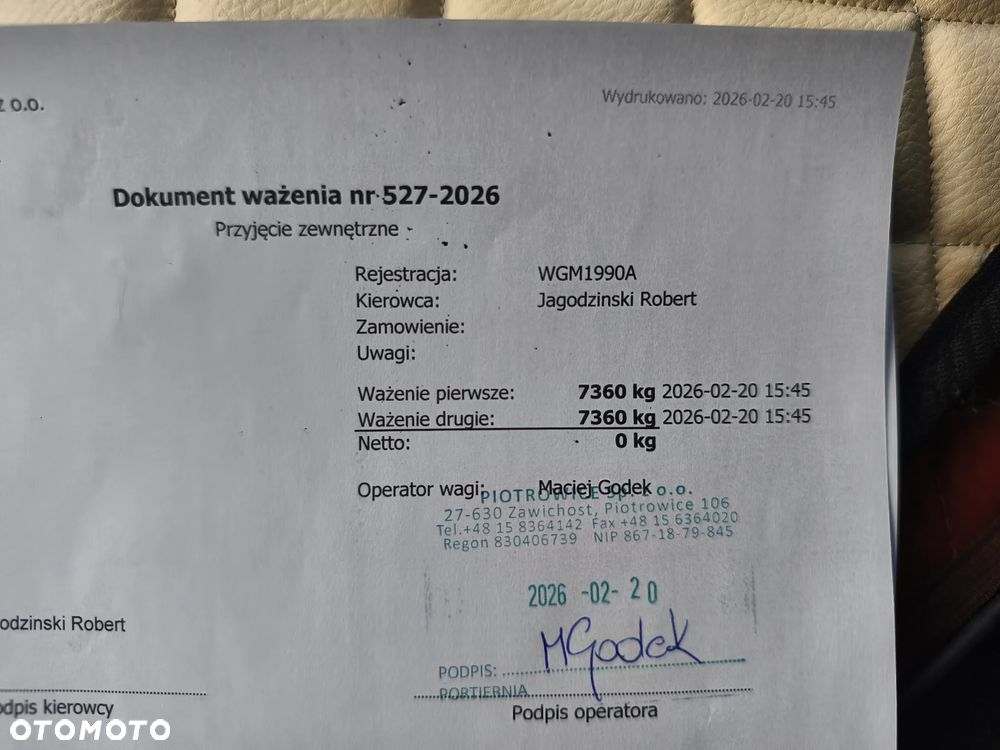 z o.o.
Wydrukowano: 2026-02-20 15:45
Dokument ważenia nr 527-2026
Przyjęcie zewnętrzne
Rejestracja: WGM1990A
Kierowca: Jagodzinski Robert
Zamowienie:
Uwagi:
Ważenie pierwsze: 7360 kg 2026-02-20 15:45
Ważenie drugie: 7360 kg 2026-02-20 15:45
Netto: 0 kg
Operator wagi: Maciej Godek
PIOTROWICE Sp. z o.o.
27-630 Zawichost, Piotrowice 106
Tel.+48 15 8364142 Fax +48 15 6364020
Regon 830406739 NIP 867-18-79-845
2026 -02- 20
odzinski Robert
MGodek
PODPIS:
PORTIERNIA
odpis kierowcy
Podpis operatora
OTOMOTO